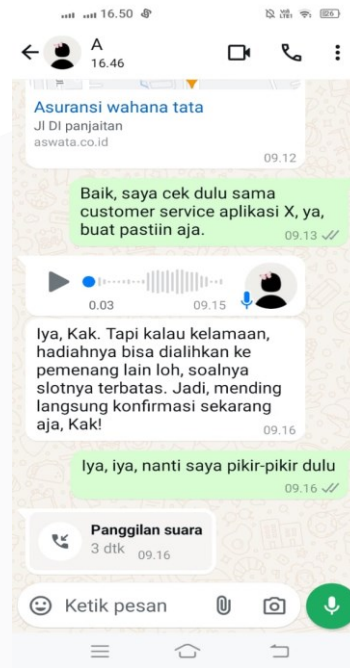 16.50
A
16.46
Asuransi wahana tata
Jl DI panjaitan
aswata.co.id
09.12
Baik, saya cek dulu sama
customer service aplikasi X, ya,
buat pastiin aja.
09.13
0.03
09.15
Iya, Kak. Tapi kalau kelamaan,
hadiahnya bisa dialihkan ke
pemenang lain loh, soalnya
slotnya terbatas. Jadi, mending
langsung konfirmasi sekarang
aja, Kak!
09.16
Iya, iya, nanti saya pikir-pikir dulu
09.16
Panggilan suara
3 dtk
09.16
Ketik pesan